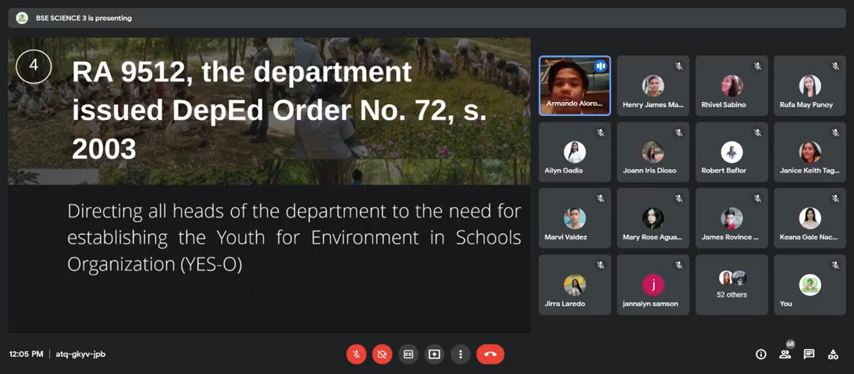 BSE SCIENCE 3 is presenting
4
RA 9512, the department
issued DepEd Order No. 72, s.
2003
Directing all heads of the department to the need for
establishing the Youth for Environment in Schools
Organization (YES-O)
Armando Aloro...
Henry James Ma...
Rhivel Sabino
Rufa May Panoy
Ailyn Gadia
Joann Iris Dioso
Robert Baflor
Janice Keith Tag...
Marvi Valdez
Mary Rose Agua...
James Rovince ...
Keana Gale Nac...
Jirra Laredo
j
jannalyn samson
52 others
You
12:05 PM | atq-gkyv-jpb
68